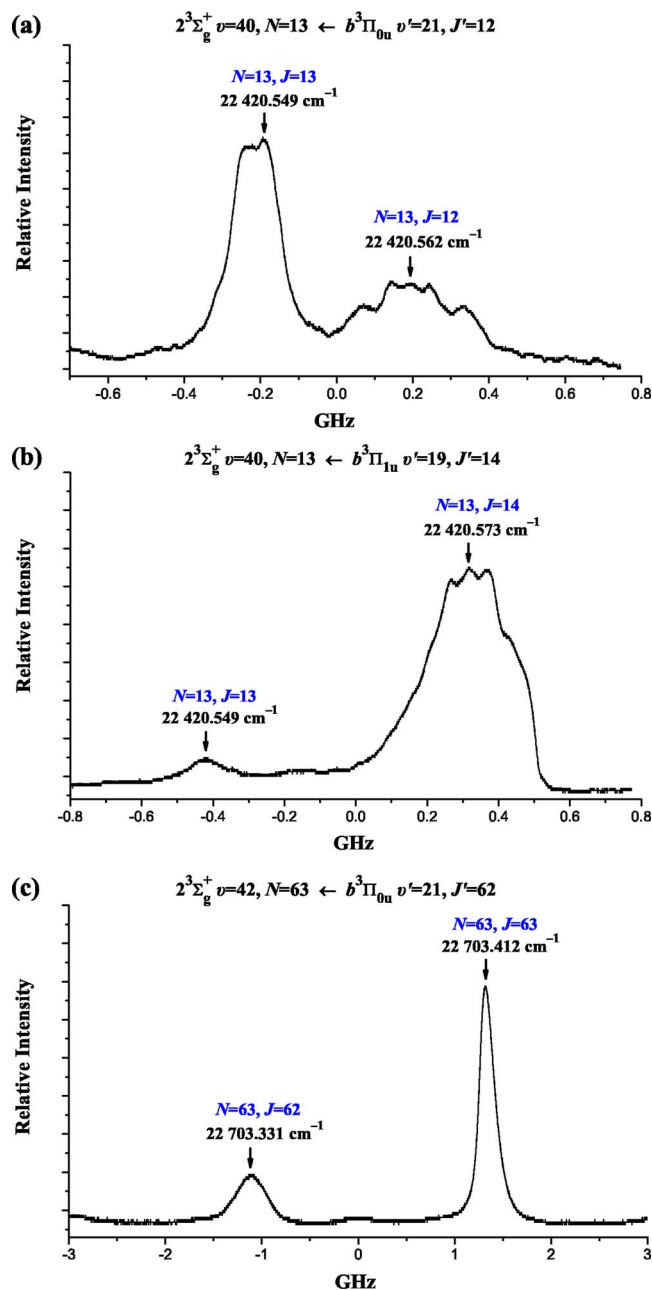 (a)
2³Σg⁺ v=40, N=13 ← b³Π0u v'=21, J'=12
N=13, J=13
22 420.549 cm⁻¹
N=13, J=12
22 420.562 cm⁻¹
Relative Intensity
-0.6 -0.4 -0.2 0.0 0.2 0.4 0.6 0.8
GHz
(b)
2³Σg⁺ v=40, N=13 ← b³Π1u v'=19, J'=14
N=13, J=14
22 420.573 cm⁻¹
N=13, J=13
22 420.549 cm⁻¹
Relative Intensity
-0.8 -0.6 -0.4 -0.2 0.0 0.2 0.4 0.6 0.8
GHz
(c)
2³Σg⁺ v=42, N=63 ← b³Π0u v'=21, J'=62
N=63, J=63
22 703.412 cm⁻¹
N=63, J=62
22 703.331 cm⁻¹
Relative Intensity
-3 -2 -1 0 1 2 3
GHz